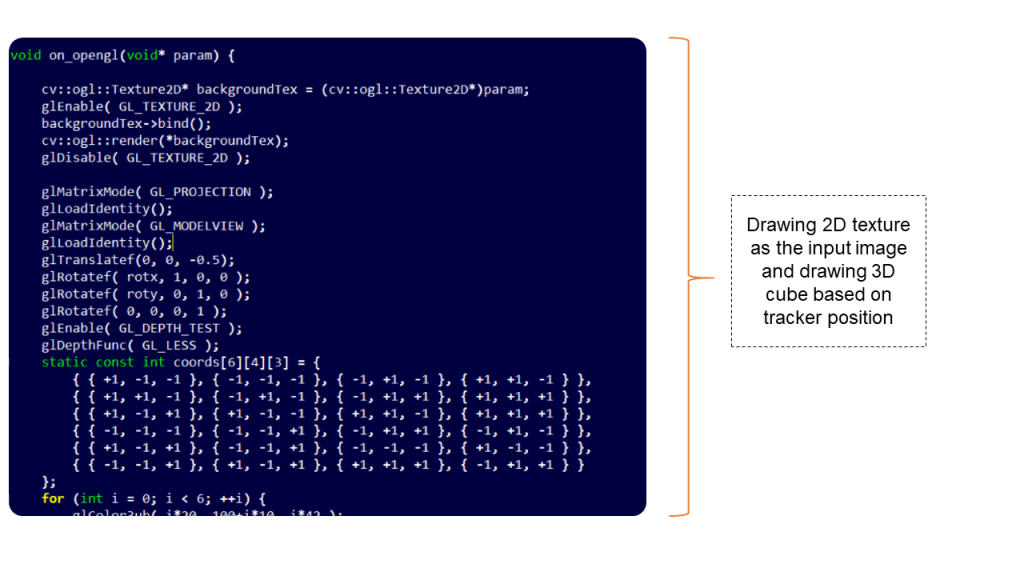 void on_opengl(void* param) {
cv::ogl::Texture2D* backgroundTex = (cv::ogl::Texture2D*)param;
glEnable( GL_TEXTURE_2D );
backgroundTex->bind();
cv::ogl::render(*backgroundTex);
glDisable( GL_TEXTURE_2D );
glMatrixMode( GL_PROJECTION );
glLoadIdentity();
glMatrixMode( GL_MODELVIEW );
glLoadIdentity();
glTranslatef(0, 0, -0.5);
glRotatef( rotx, 1, 0, 0 );
glRotatef( roty, 0, 1, 0 );
glRotatef( 0, 0, 0, 1 );
glEnable( GL_DEPTH_TEST );
glDepthFunc( GL_LESS );
static const int coords[6][4][3] = {
{ { +1, -1, -1 }, { -1, -1, -1 }, { -1, +1, -1 }, { +1, +1, -1 } },
{ { +1, +1, -1 }, { -1, +1, -1 }, { -1, +1, +1 }, { +1, +1, +1 } },
{ { +1, -1, +1 }, { +1, -1, -1 }, { +1, +1, -1 }, { +1, +1, +1 } },
{ { -1, -1, -1 }, { -1, -1, +1 }, { -1, +1, +1 }, { -1, +1, -1 } },
{ { +1, -1, +1 }, { -1, -1, +1 }, { -1, -1, -1 }, { +1, -1, -1 } },
{ { -1, -1, +1 }, { +1, -1, +1 }, { +1, +1, +1 }, { -1, +1, +1 } }
};
for (int i = 0; i < 6; ++i) {
glColor3ub( i*20, 100+i*10, i*42 );
Drawing 2D texture
as the input image
and drawing 3D
cube based on
tracker position